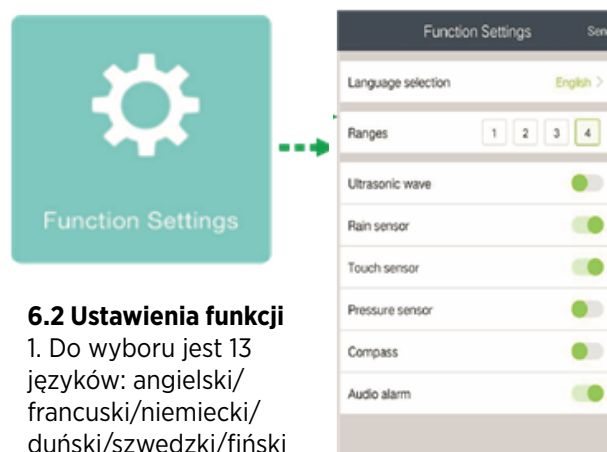 Function Settings
6.2 Ustawienia funkcji
1. Do wyboru jest 13
języków: angielski/
francuski/niemiecki/
duński/szwedzki/fiński
Function Settings
Language selection English >
Ranges 1 2 3 4
Ultrasonic wave
Rain sensor
Touch sensor
Pressure sensor
Compass
Audio alarm